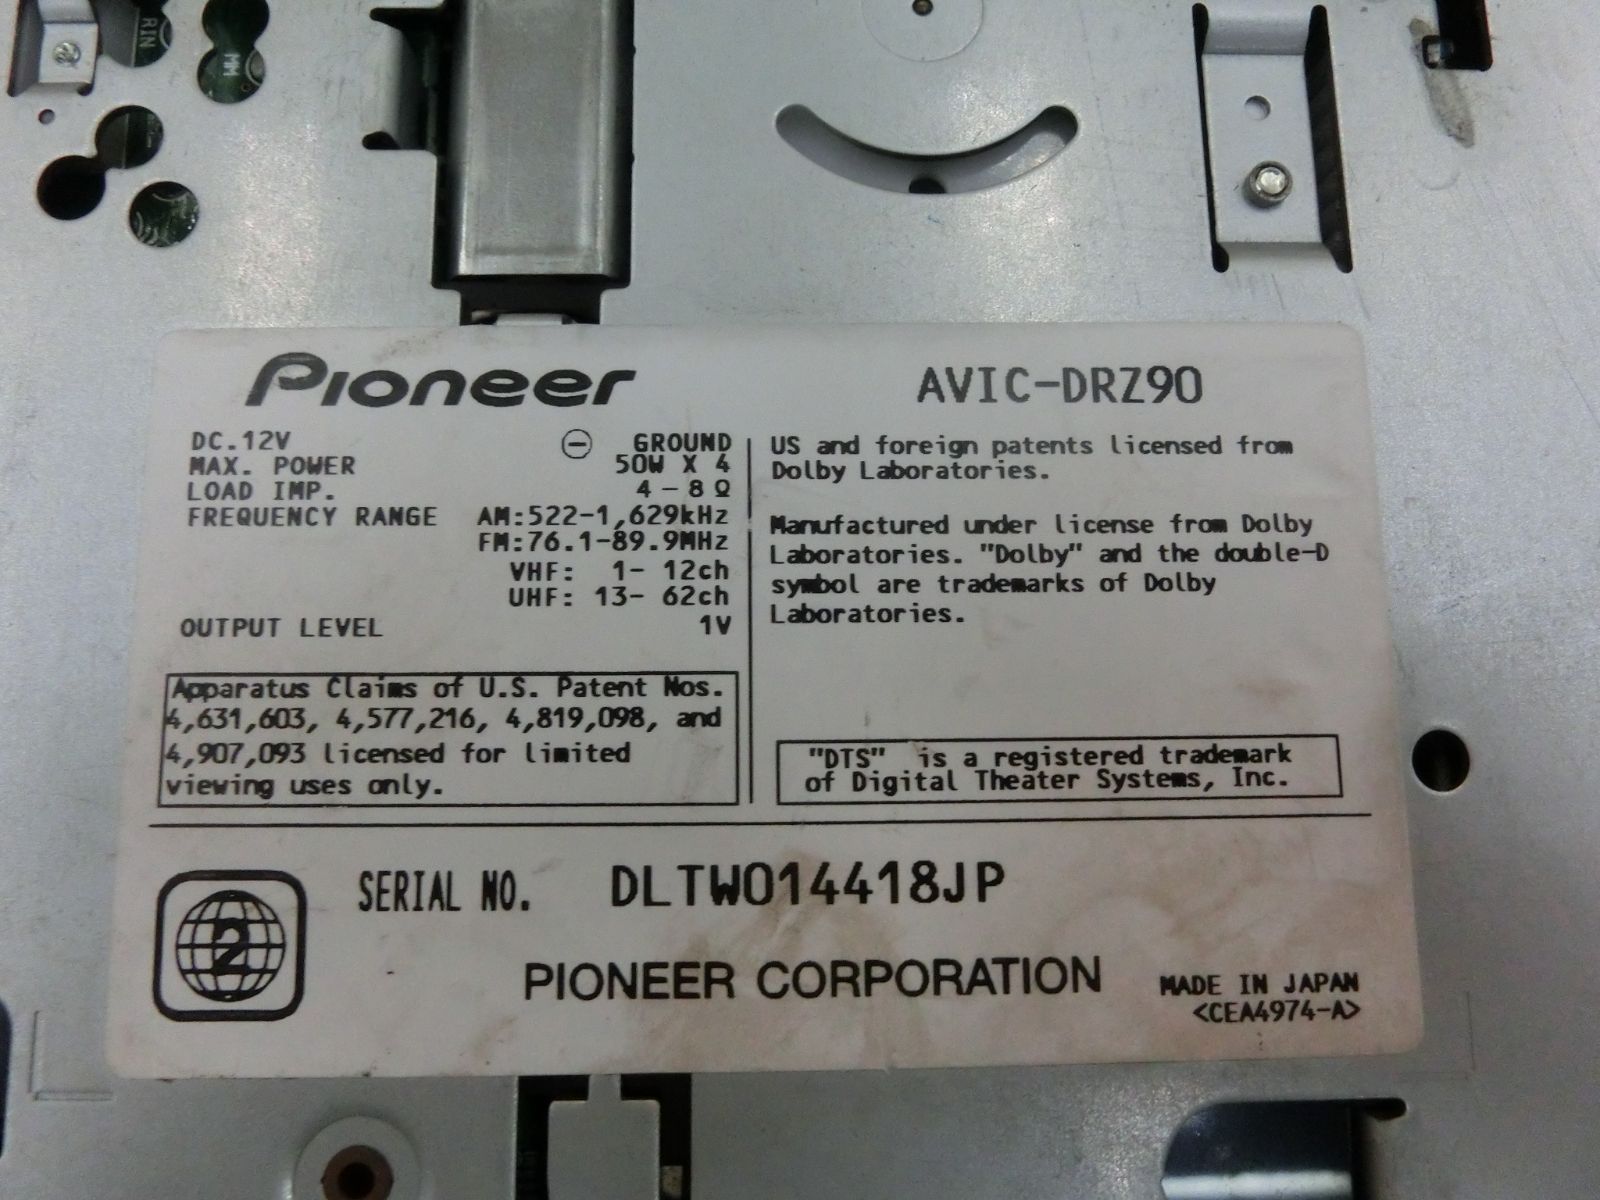 RIN
MM
Pioneer
AVIC-DRZ90
DC.12V ⊖ GROUND
MAX. POWER 50W X 4
LOAD IMP. 4-8Ω
FREQUENCY RANGE AM:522-1,629kHz
FM:76.1-89.9MHz
VHF: 1- 12ch
UHF: 13- 62ch
OUTPUT LEVEL 1V
Apparatus Claims of U.S. Patent Nos.
4,631,603, 4,577,216, 4,819,098, and
4,907,093 licensed for limited
viewing uses only.
US and foreign patents licensed from
Dolby Laboratories.
Manufactured under license from Dolby
Laboratories. "Dolby" and the double-D
symbol are trademarks of Dolby
Laboratories.
"DTS" is a registered trademark
of Digital Theater Systems, Inc.
2
SERIAL NO. DLTW014418JP
PIONEER CORPORATION
MADE IN JAPAN
<CEA4974-A>